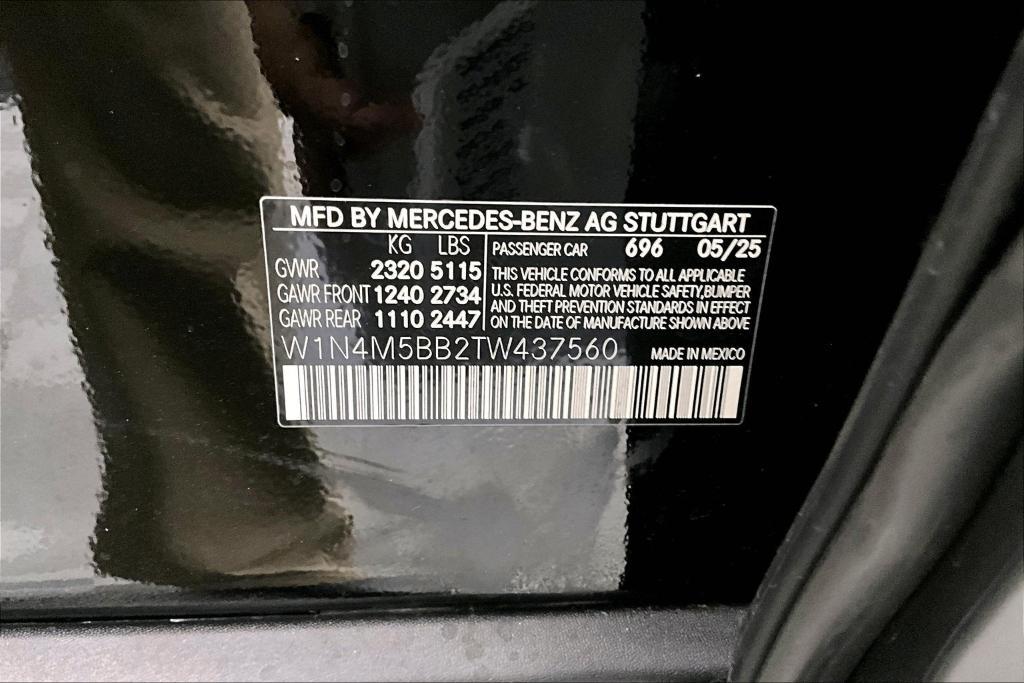 MFD BY MERCEDES-BENZ AG STUTTGART
KG LBS
GVWR 2320 5115
GAWR FRONT 1240 2734
GAWR REAR 1110 2447
PASSENGER CAR 696 05/25
THIS VEHICLE CONFORMS TO ALL APPLICABLE
U.S. FEDERAL MOTOR VEHICLE SAFETY,BUMPER
AND THEFT PREVENTION STANDARDS IN EFFECT
ON THE DATE OF MANUFACTURE SHOWN ABOVE
W1N4M5BB2TW437560 MADE IN MEXICO